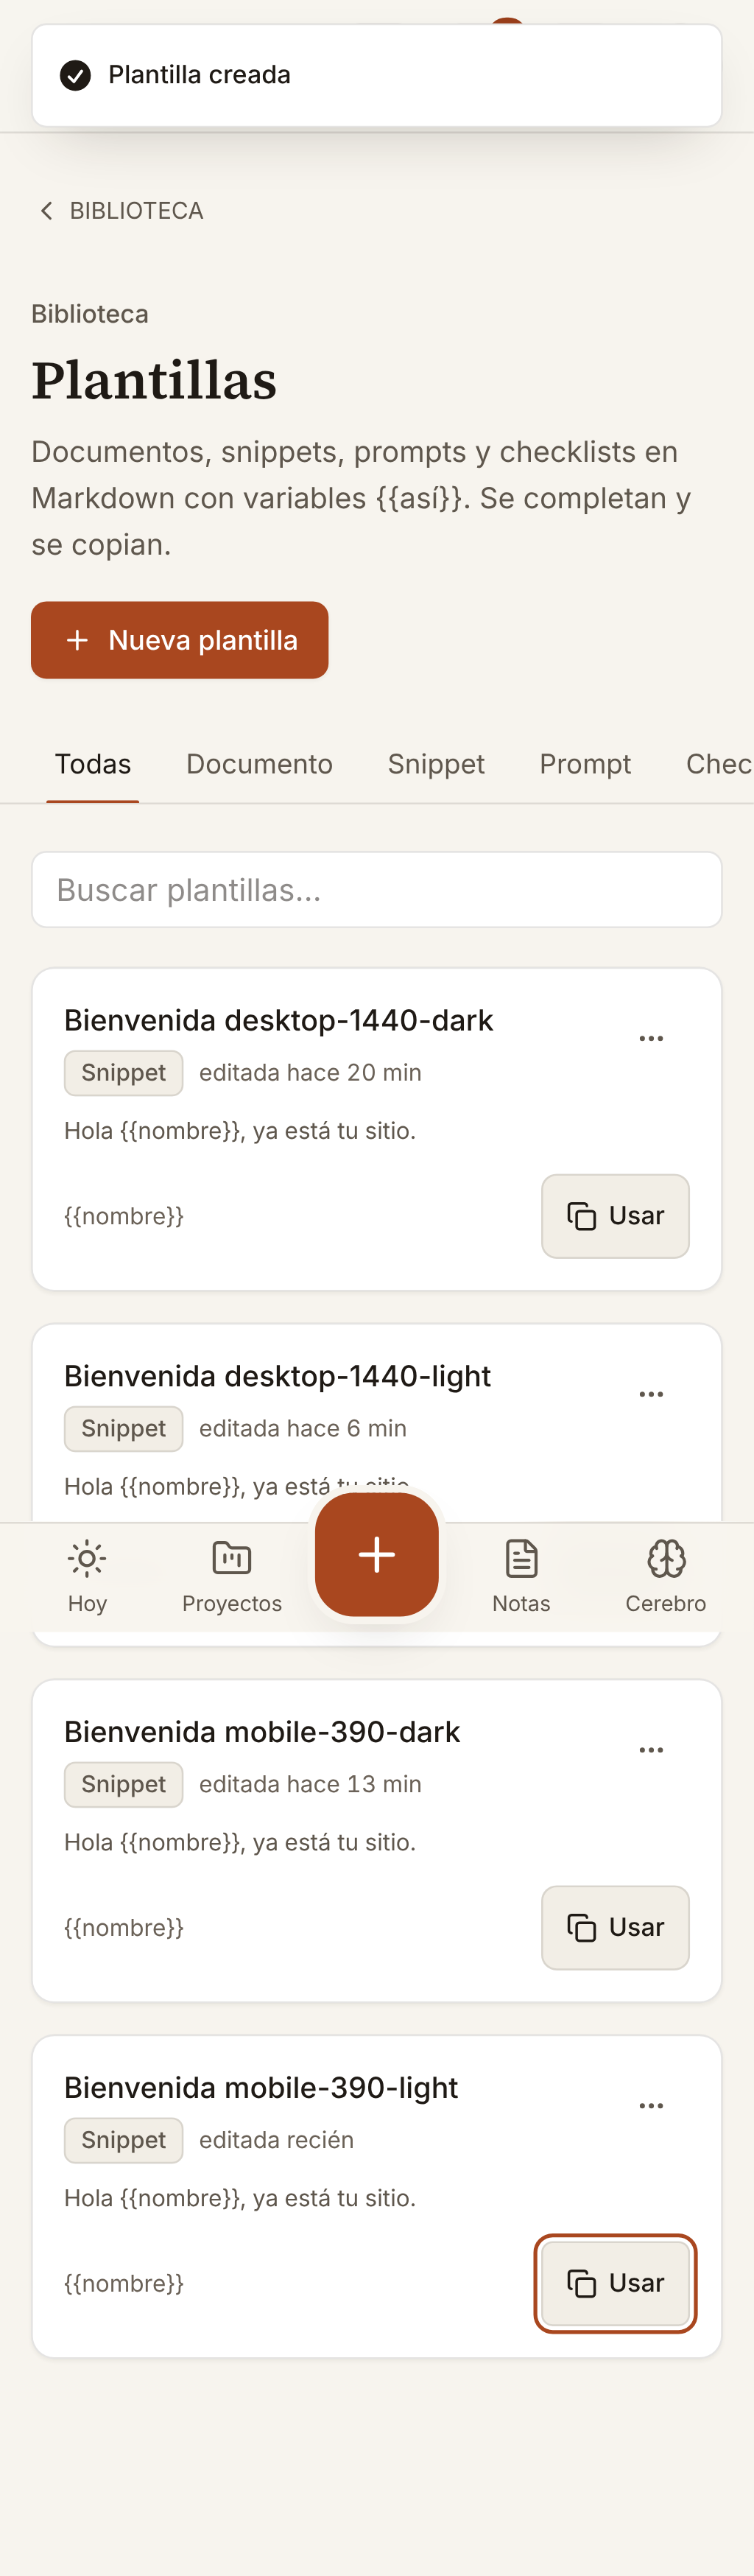 Plantilla creada
BIBLIOTECA
Biblioteca
Plantillas
Documentos, snippets, prompts y checklists en
Markdown con variables {{así}}. Se completan y
se copian.
Nueva plantilla
Todas Documento Snippet Prompt Chec
Buscar plantillas...
Bienvenida desktop-1440-dark
Snippet editada hace 20 min
Hola {{nombre}}, ya está tu sitio.
{{nombre}} Usar
Bienvenida desktop-1440-light
Snippet editada hace 6 min
Hola {{nombre}}, ya está tu sitio.
Hoy Proyectos Notas Cerebro
Bienvenida mobile-390-dark
Snippet editada hace 13 min
Hola {{nombre}}, ya está tu sitio.
{{nombre}} Usar
Bienvenida mobile-390-light
Snippet editada recién
Hola {{nombre}}, ya está tu sitio.
{{nombre}} Usar